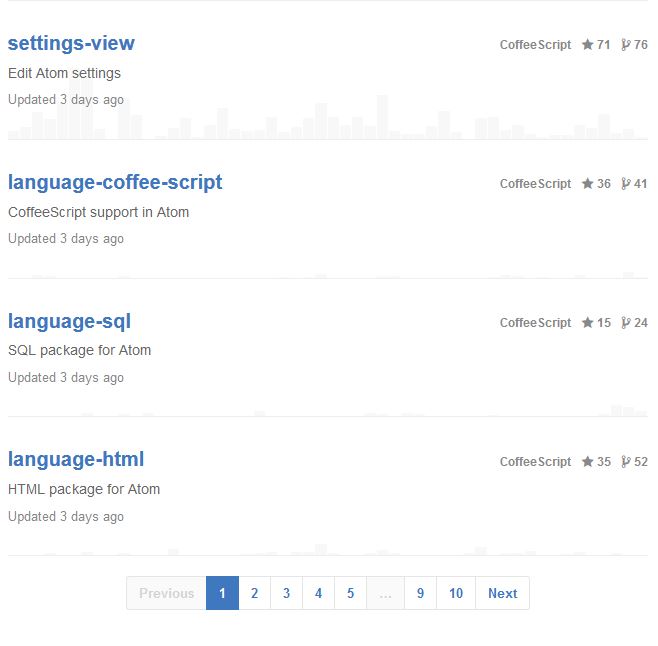 settings-view
CoffeeScript 71 76
Edit Atom settings
Updated 3 days ago
language-coffee-script
CoffeeScript 36 41
CoffeeScript support in Atom
Updated 3 days ago
language-sql
CoffeeScript 15 24
SQL package for Atom
Updated 3 days ago
language-html
CoffeeScript 35 52
HTML package for Atom
Updated 3 days ago
Previous 1 2 3 4 5 ... 9 10 Next